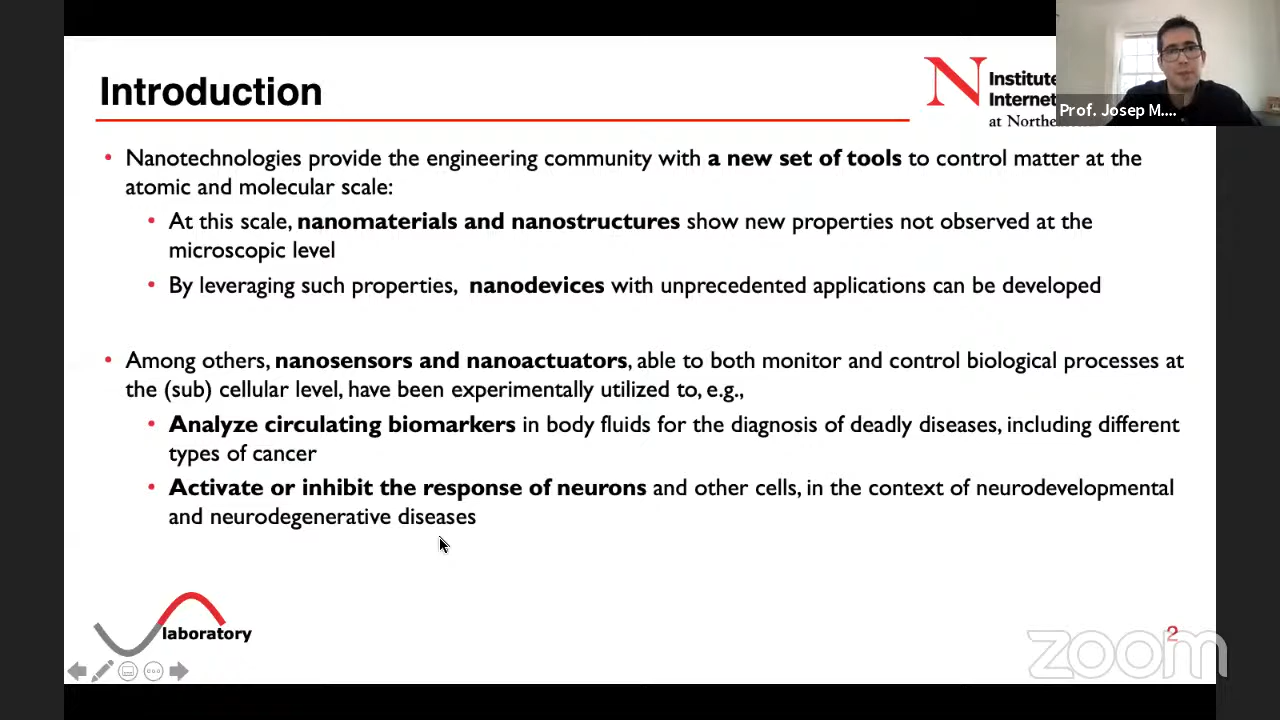 Introduction
N Institute
Internet
at Northe
Prof. Josep M....
• Nanotechnologies provide the engineering community with a new set of tools to control matter at the
atomic and molecular scale:
• At this scale, nanomaterials and nanostructures show new properties not observed at the
microscopic level
• By leveraging such properties, nanodevices with unprecedented applications can be developed
• Among others, nanosensors and nanoactuators, able to both monitor and control biological processes at
the (sub) cellular level, have been experimentally utilized to, e.g.,
• Analyze circulating biomarkers in body fluids for the diagnosis of deadly diseases, including different
types of cancer
• Activate or inhibit the response of neurons and other cells, in the context of neurodevelopmental
and neurodegenerative diseases
laboratory
2
zoom